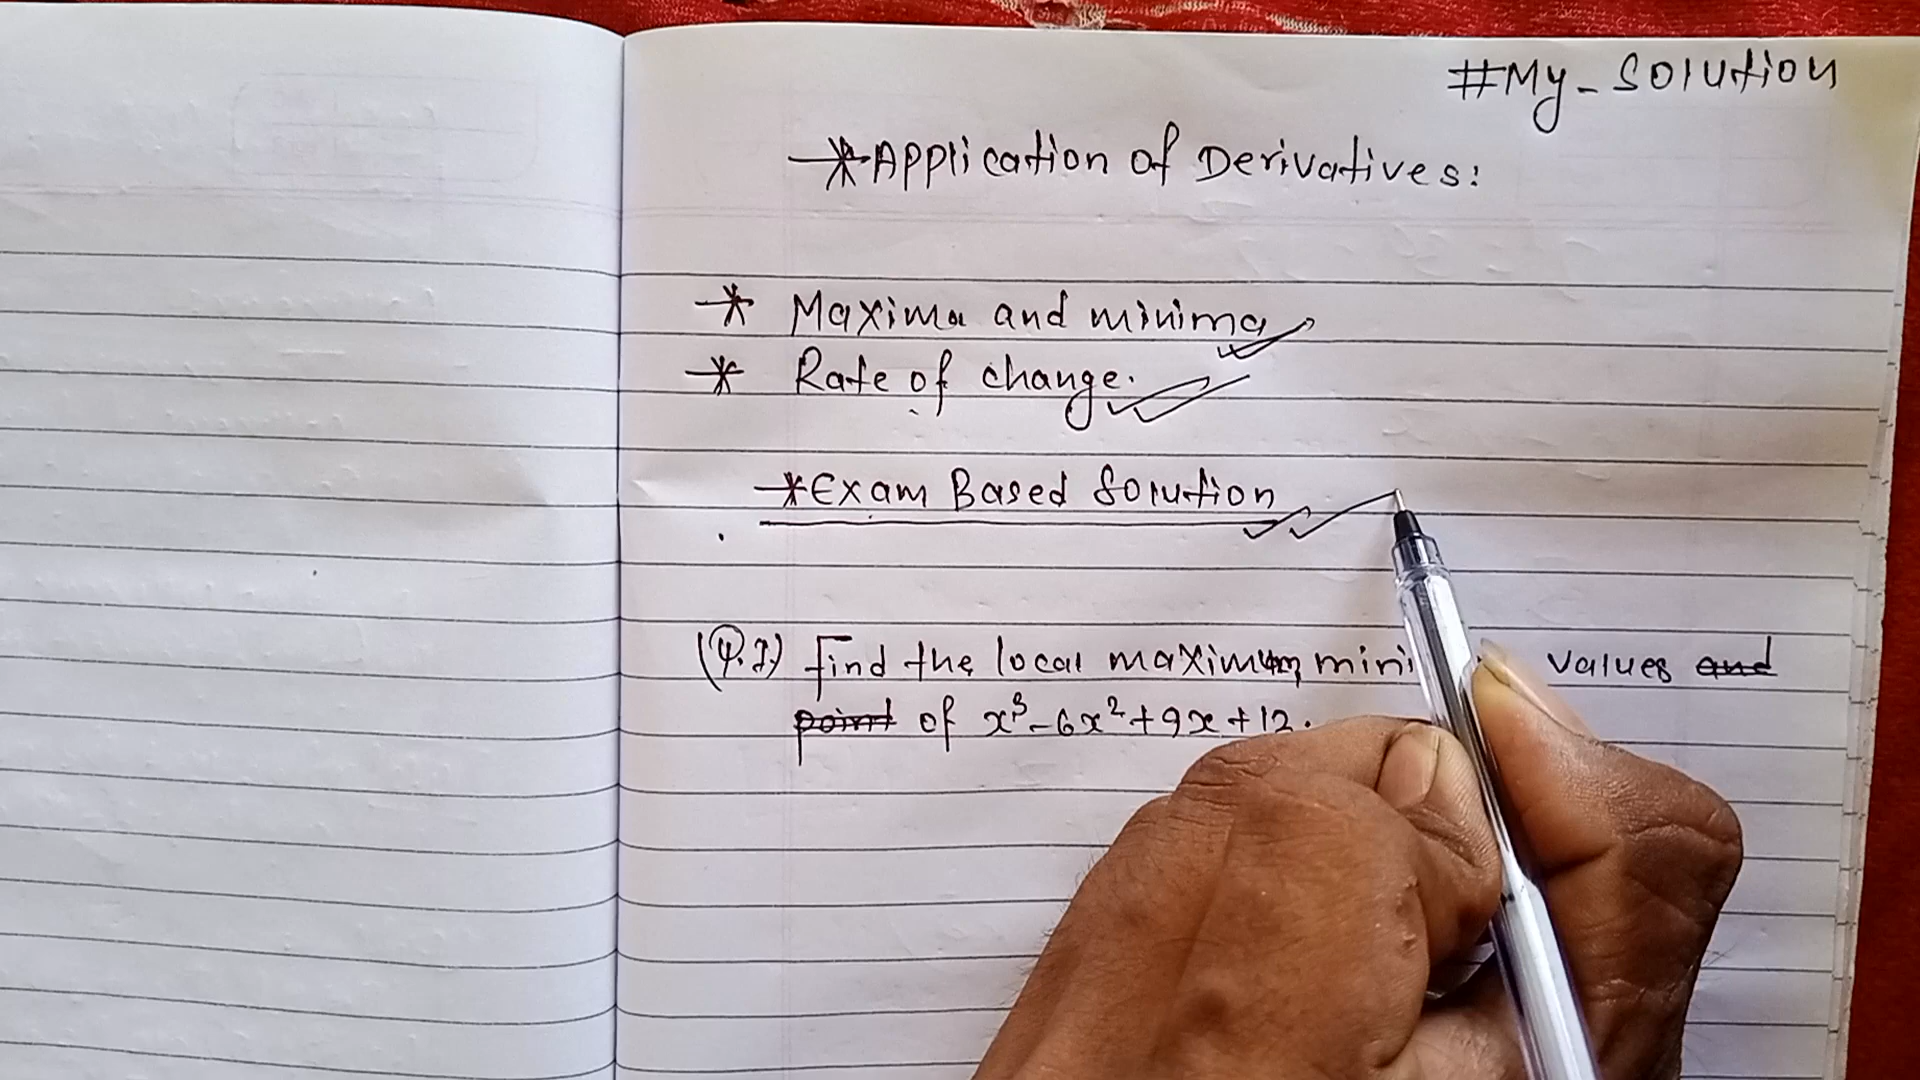 #My_Solution
*Application of Derivatives:
* Maxima and minima
* Rate of change.
*Exam Based Solution
(Q.1.) Find the local maximum, mini values and
point of x³-6x²+9x+12.